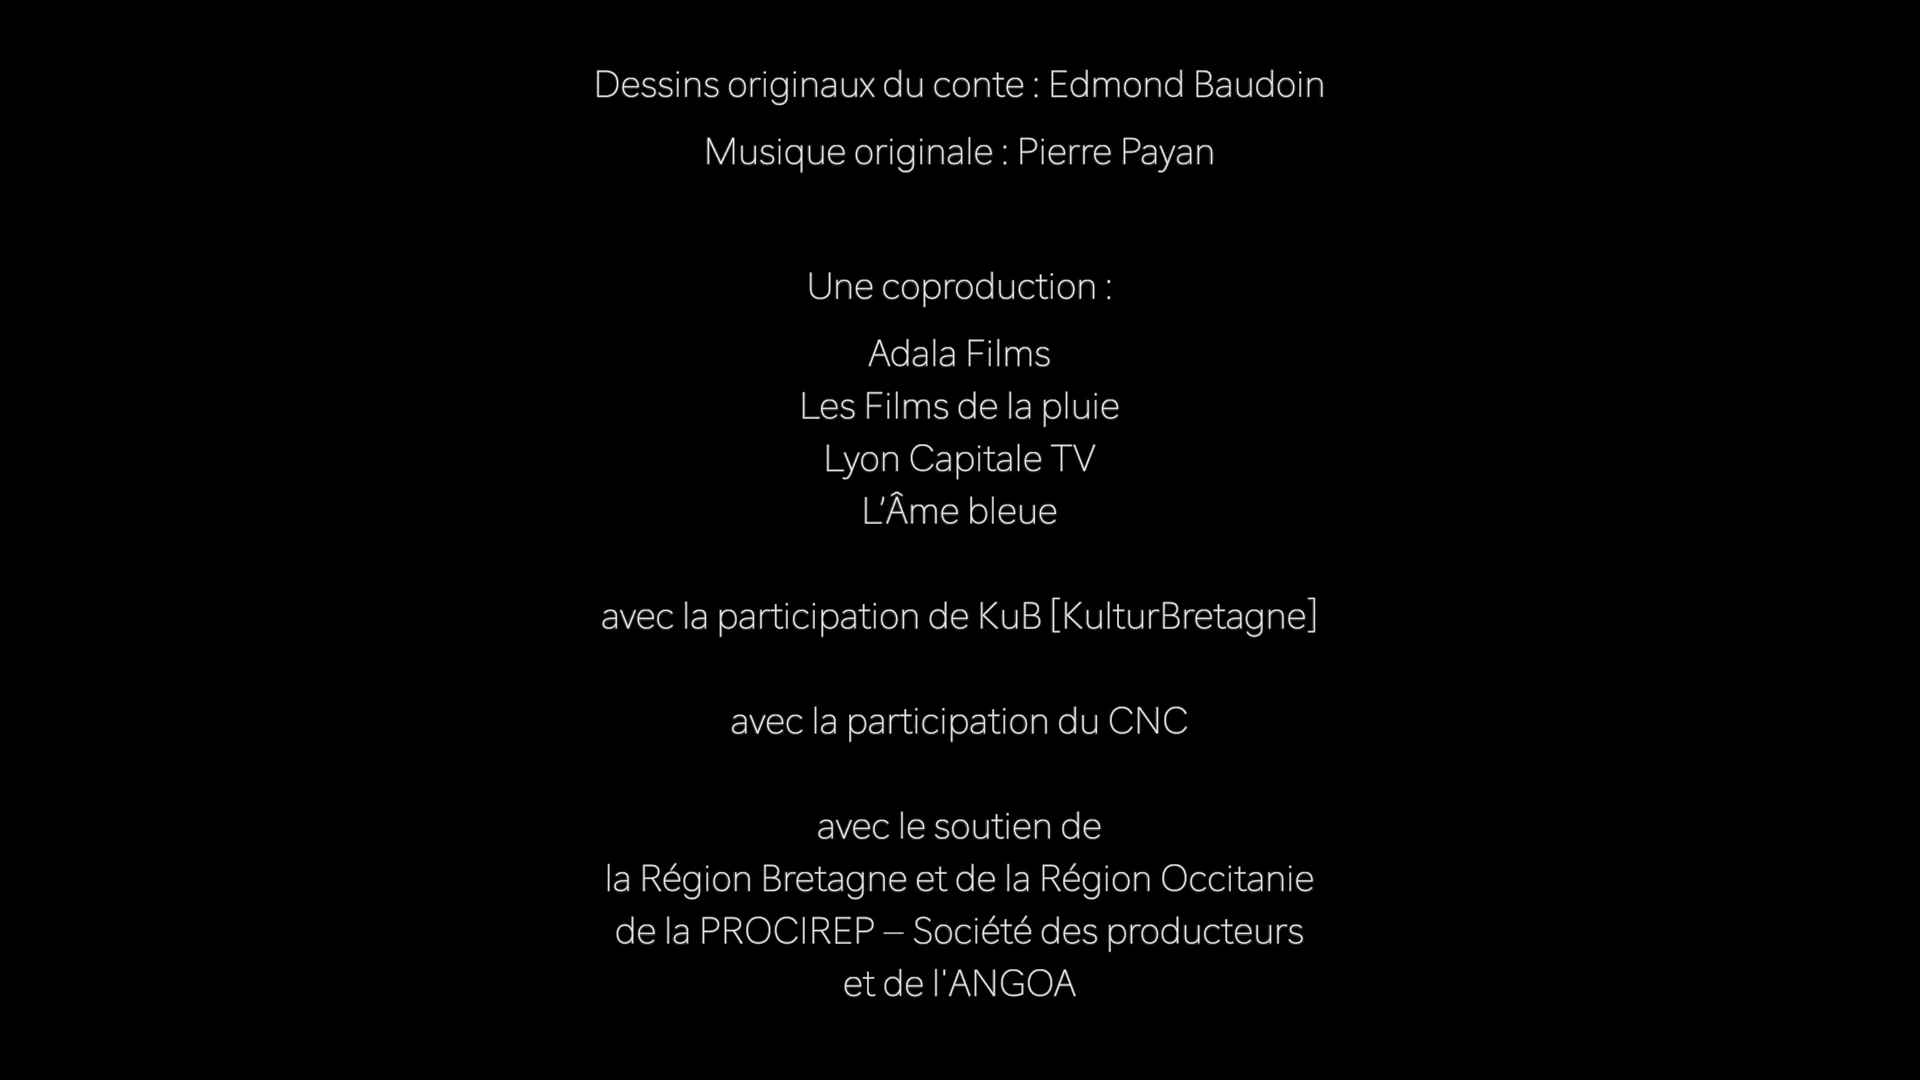 Dessins originaux du conte : Edmond Baudoin
Musique originale : Pierre Payan
Une coproduction :
Adala Films
Les Films de la pluie
Lyon Capitale TV
L’Âme bleue
avec la participation de KuB [KulturBretagne]
avec la participation du CNC
avec le soutien de
la Région Bretagne et de la Région Occitanie
de la PROCIREP – Société des producteurs
et de l'ANGOA